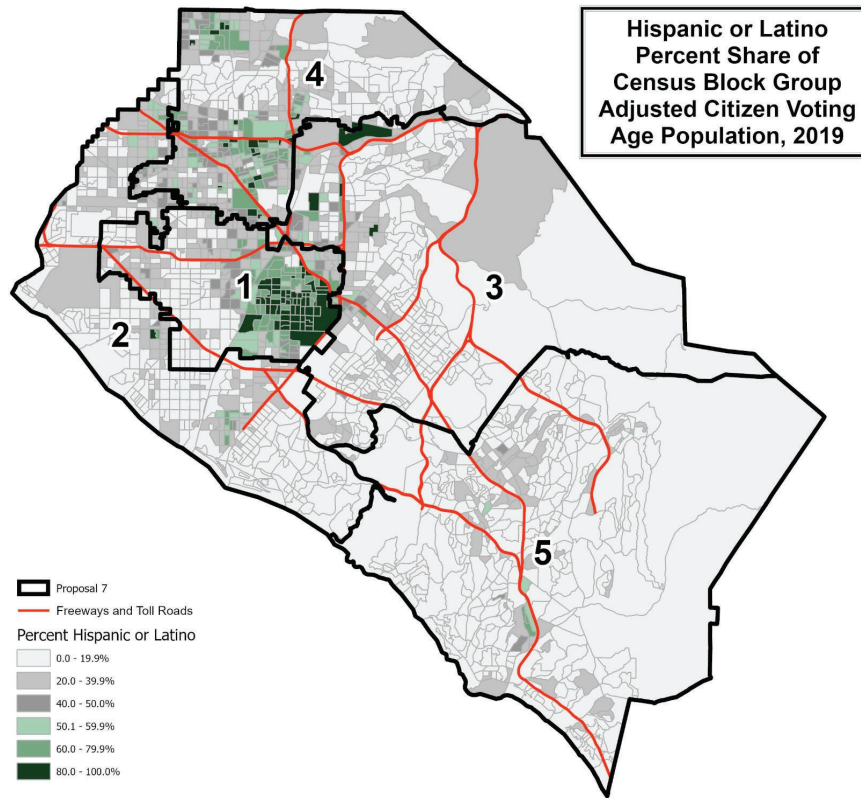 Hispanic or Latino
Percent Share of
Census Block Group
Adjusted Citizen Voting
Age Population, 2019
4
1
3
2
5
Proposal 7
Freeways and Toll Roads
Percent Hispanic or Latino
0.0 - 19.9%
20.0 - 39.9%
40.0 - 50.0%
50.1 - 59.9%
60.0 - 79.9%
80.0 - 100.0%